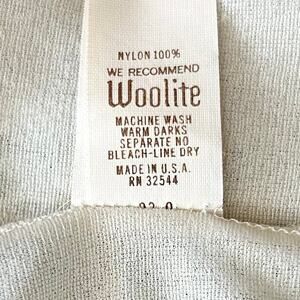 NYLON 100%
WE RECOMMEND
Woolite
MACHINE WASH
WARM DARKS
SEPARATE NO
BLEACH-LINE DRY
MADE IN U.S.A.
RN 32544